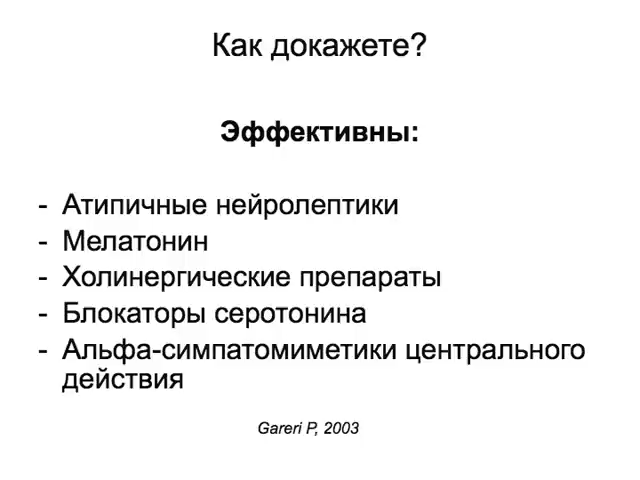 Как докажете?
Эффективны:
- Атипичные нейролептики
- Мелатонин
- Холинергические препараты
- Блокаторы серотонина
- Альфа-симпатомиметики центрального
действия
Gareri P, 2003